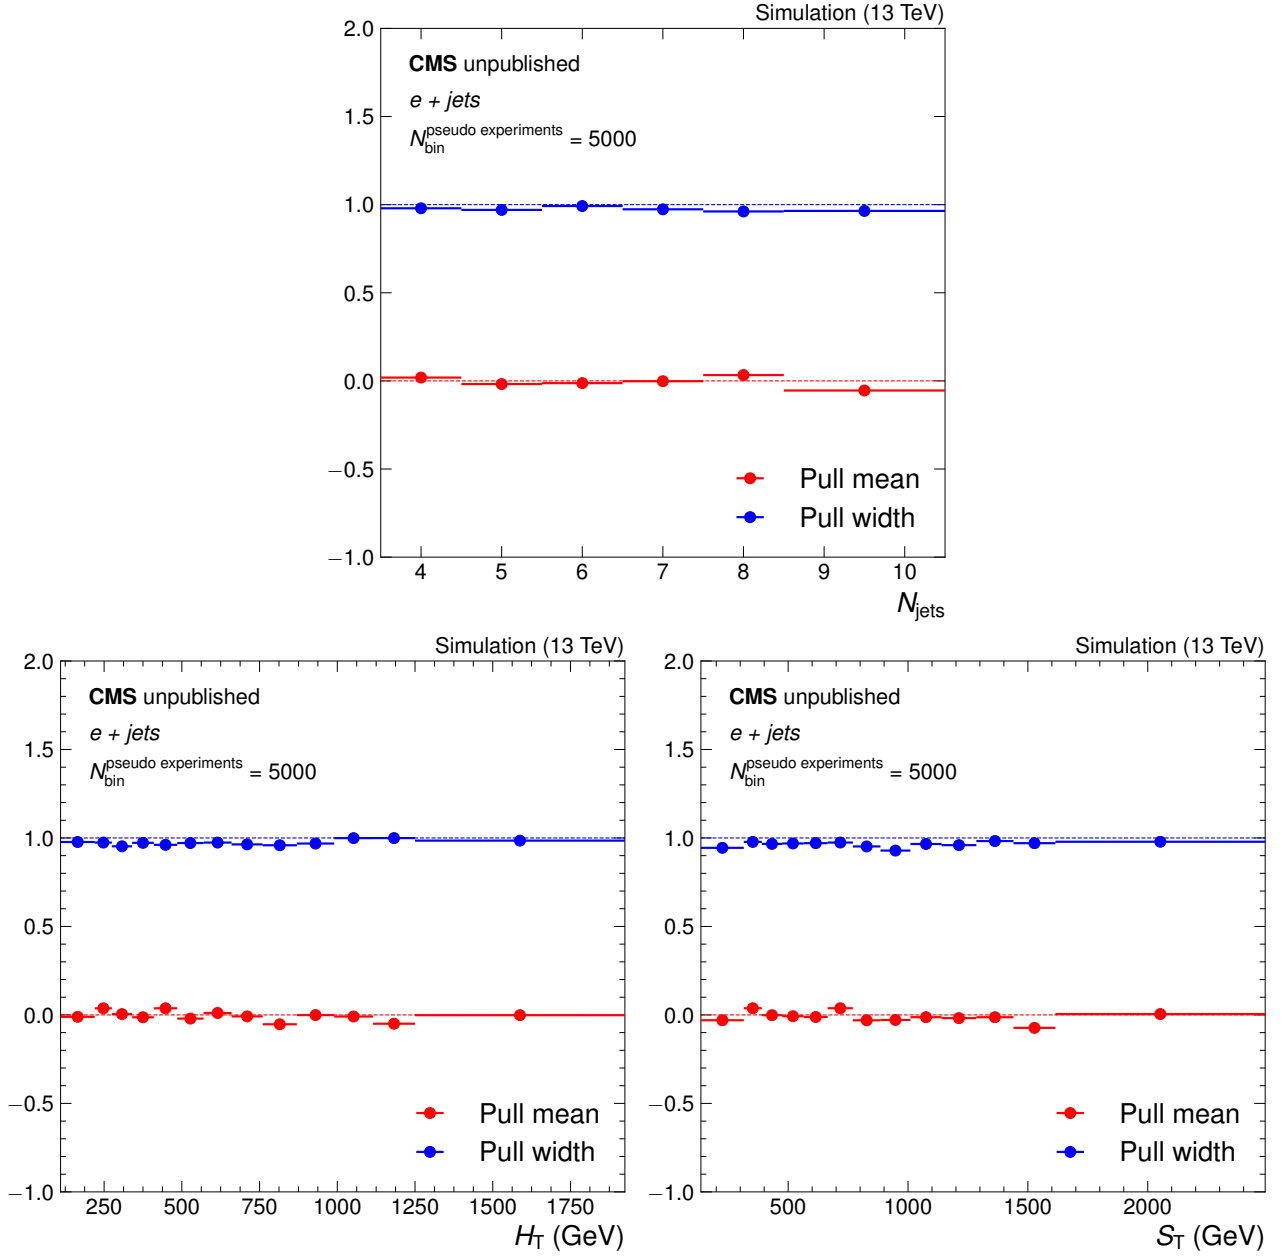 Simulation (13 TeV)
2.0
CMS unpublished
e + jets
N_bin^pseudo experiments = 5000
1.5
1.0
0.5
0.0
−0.5
−1.0
Pull mean
Pull width
4 5 6 7 8 9 10
N_jets
Simulation (13 TeV)
2.0
CMS unpublished
e + jets
N_bin^pseudo experiments = 5000
1.5
1.0
0.5
0.0
−0.5
−1.0
Pull mean
Pull width
250 500 750 1000 1250 1500 1750
H_T (GeV)
Simulation (13 TeV)
2.0
CMS unpublished
e + jets
N_bin^pseudo experiments = 5000
1.5
1.0
0.5
0.0
−0.5
−1.0
Pull mean
Pull width
500 1000 1500 2000
S_T (GeV)